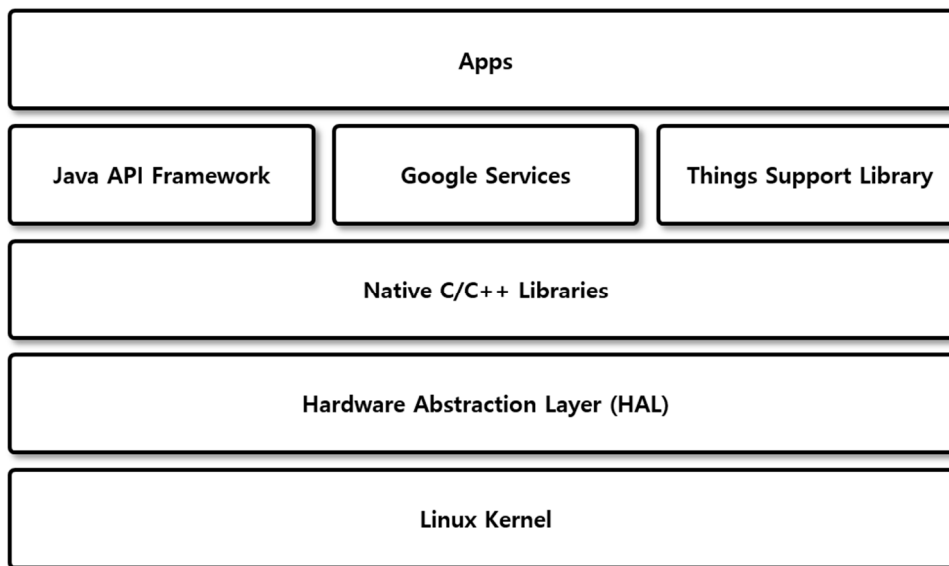 Apps
Java API Framework
Google Services
Things Support Library
Native C/C++ Libraries
Hardware Abstraction Layer (HAL)
Linux Kernel